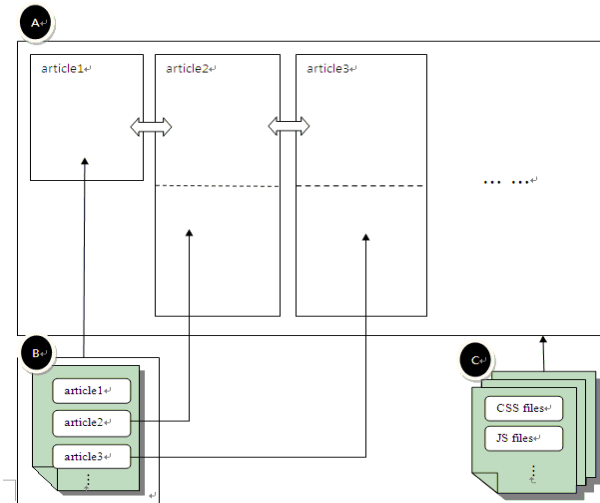 A
article1
article2
article3
... ...
B
article1
article2
article3
C
CSS files
JS files